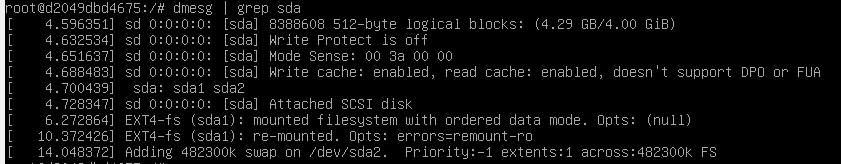 root@d2049dbd4675:/# dmesg | grep sda
[    4.596351] sd 0:0:0:0: [sda] 8388608 512-byte logical blocks: (4.29 GB/4.00 GiB)
[    4.632534] sd 0:0:0:0: [sda] Write Protect is off
[    4.651637] sd 0:0:0:0: [sda] Mode Sense: 00 3a 00 00
[    4.688483] sd 0:0:0:0: [sda] Write cache: enabled, read cache: enabled, doesn't support DPO or FUA
[    4.700439]  sda: sda1 sda2
[    4.728347] sd 0:0:0:0: [sda] Attached SCSI disk
[    6.272864] EXT4-fs (sda1): mounted filesystem with ordered data mode. Opts: (null)
[   10.372426] EXT4-fs (sda1): re-mounted. Opts: errors=remount-ro
[   14.048372] Adding 482300k swap on /dev/sda2.  Priority:-1 extents:1 across:482300k FS